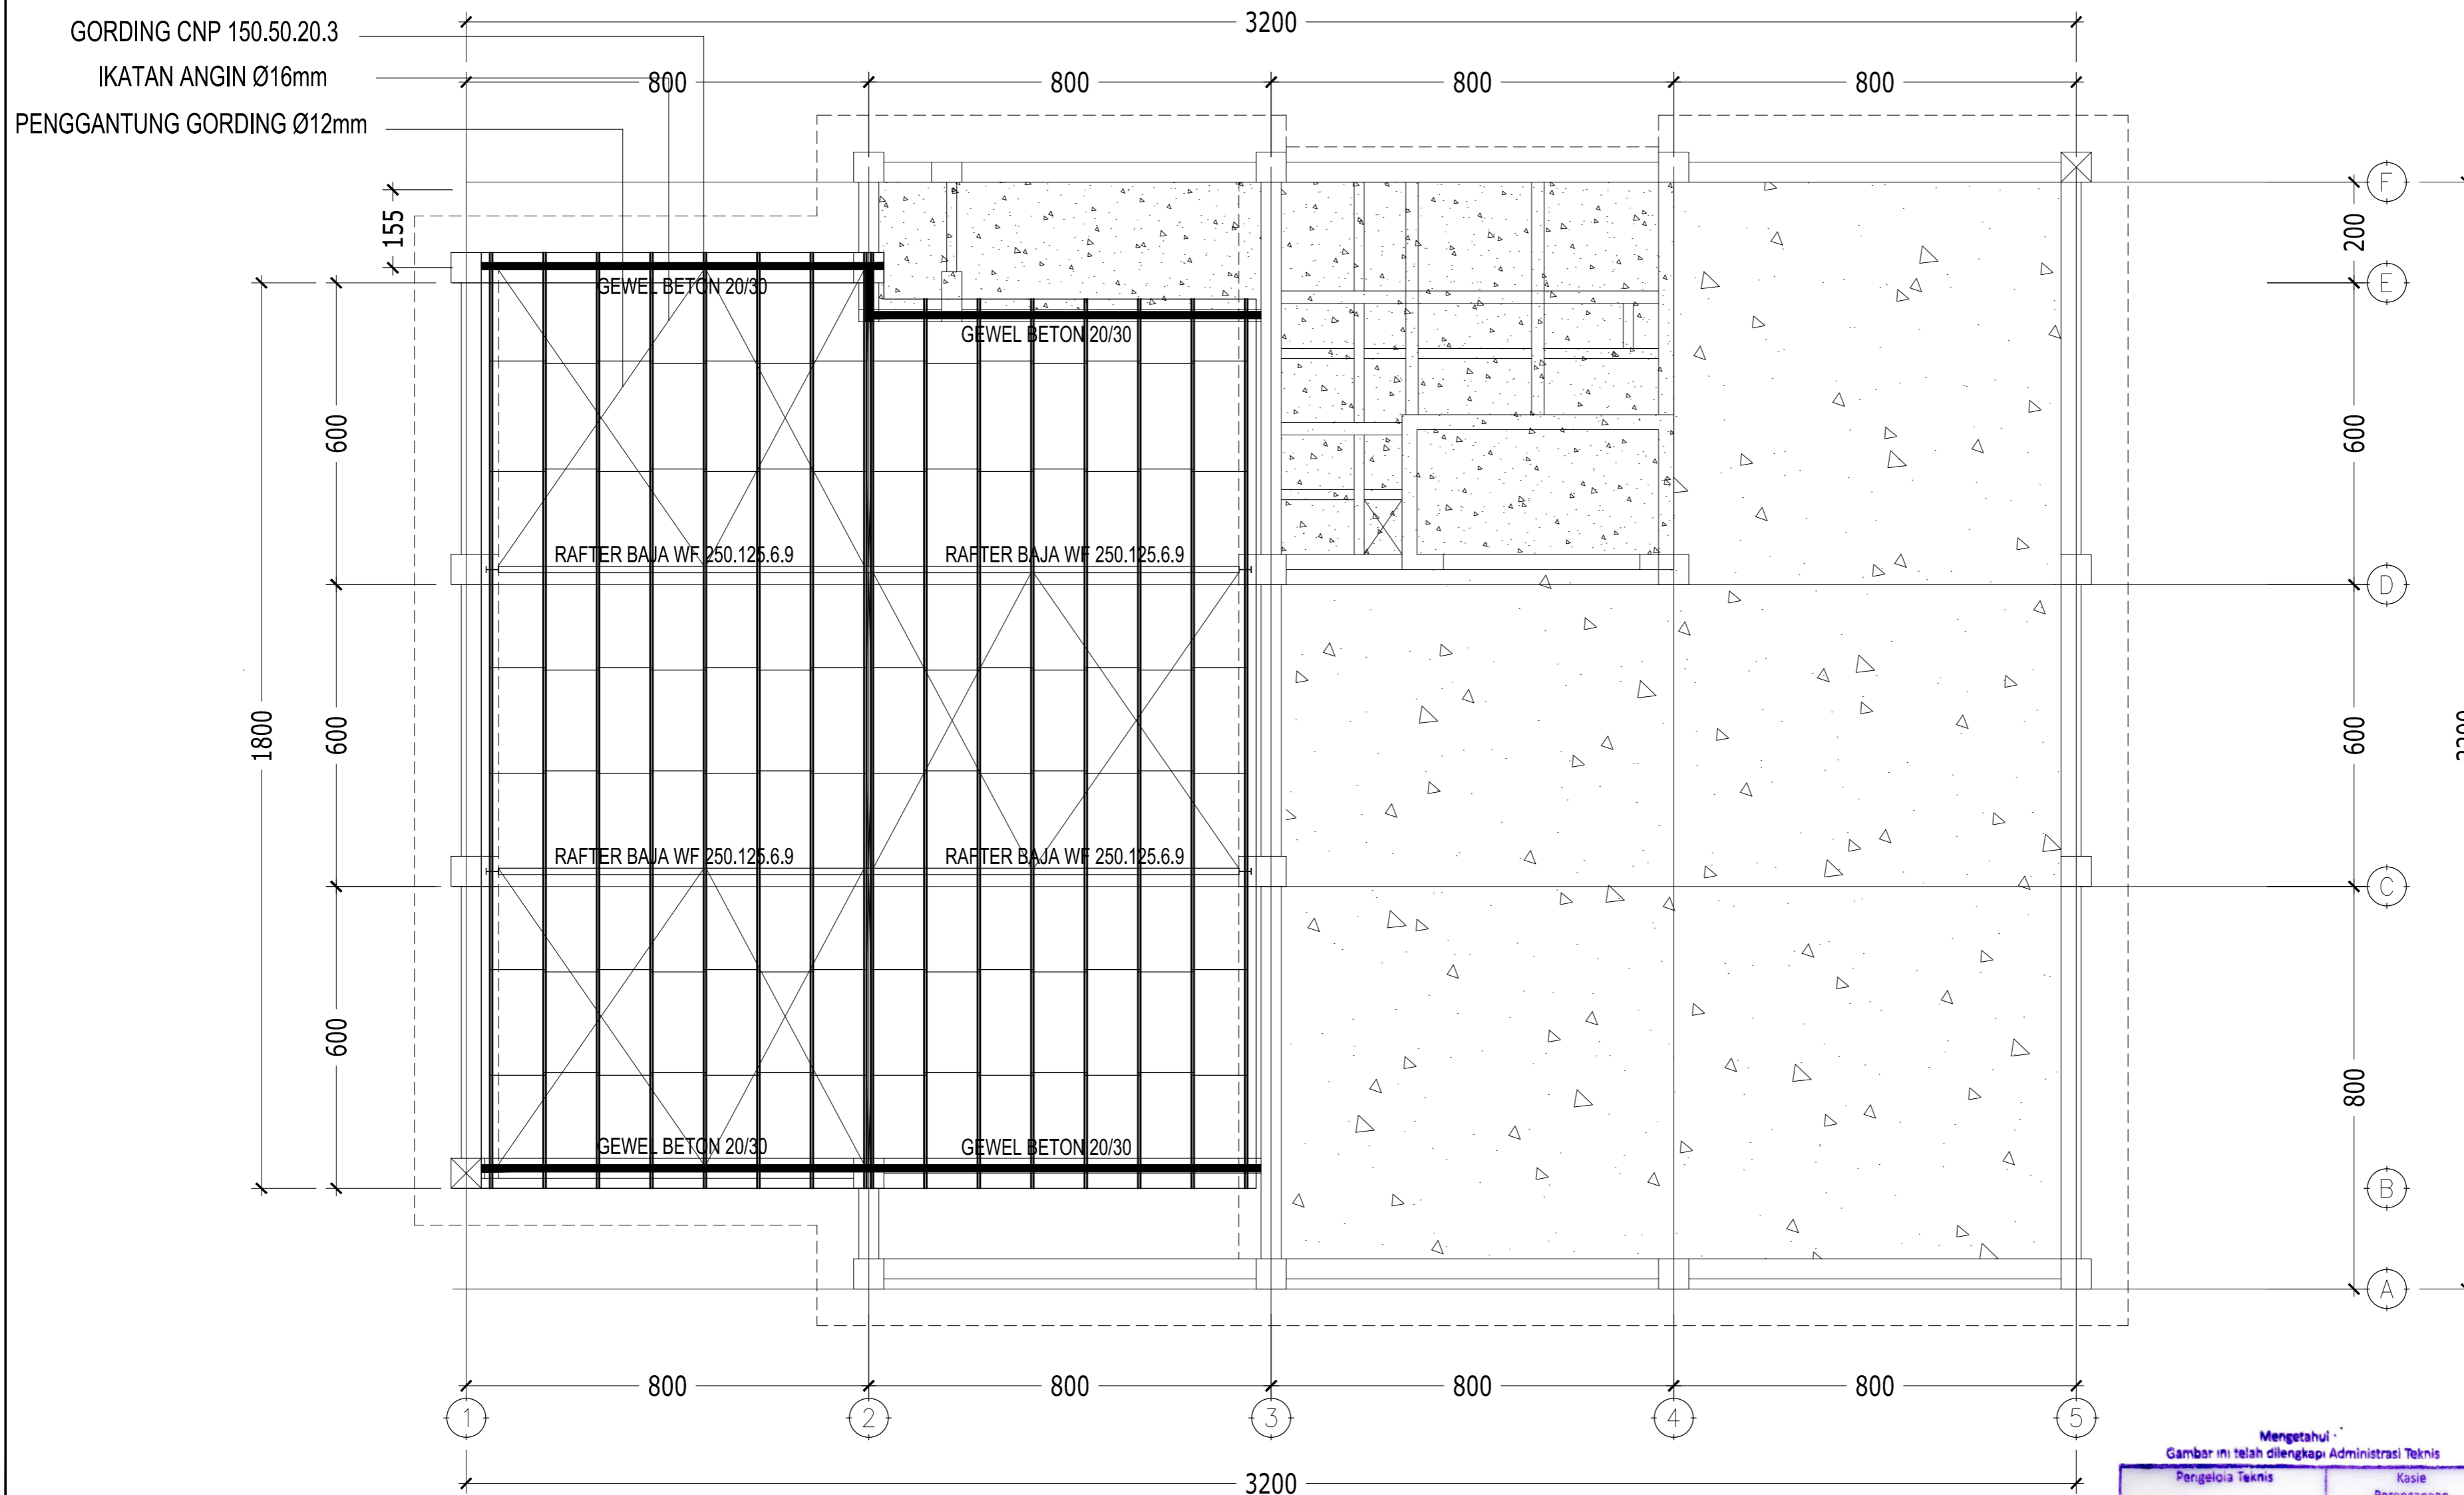 3200
GORDING CNP 150.50.20.3
IKATAN ANGIN Ø16mm
PENGGANTUNG GORDING Ø12mm
800
800
800
800
155
F
200
E
GEWEL BETON 20/30
GEWEL BETON 20/30
600
600
RAFTER BAJA WF 250.125.6.9
RAFTER BAJA WF 250.125.6.9
D
1800
600
600
RAFTER BAJA WF 250.125.6.9
RAFTER BAJA WF 250.125.6.9
C
600
800
GEWEL BETON 20/30
GEWEL BETON 20/30
B
A
800
800
800
800
1
2
3
4
5
3200
Mengetahui
Gambar ini telah dilengkapi Administrasi Teknis
Pengelola Teknis
Kasie